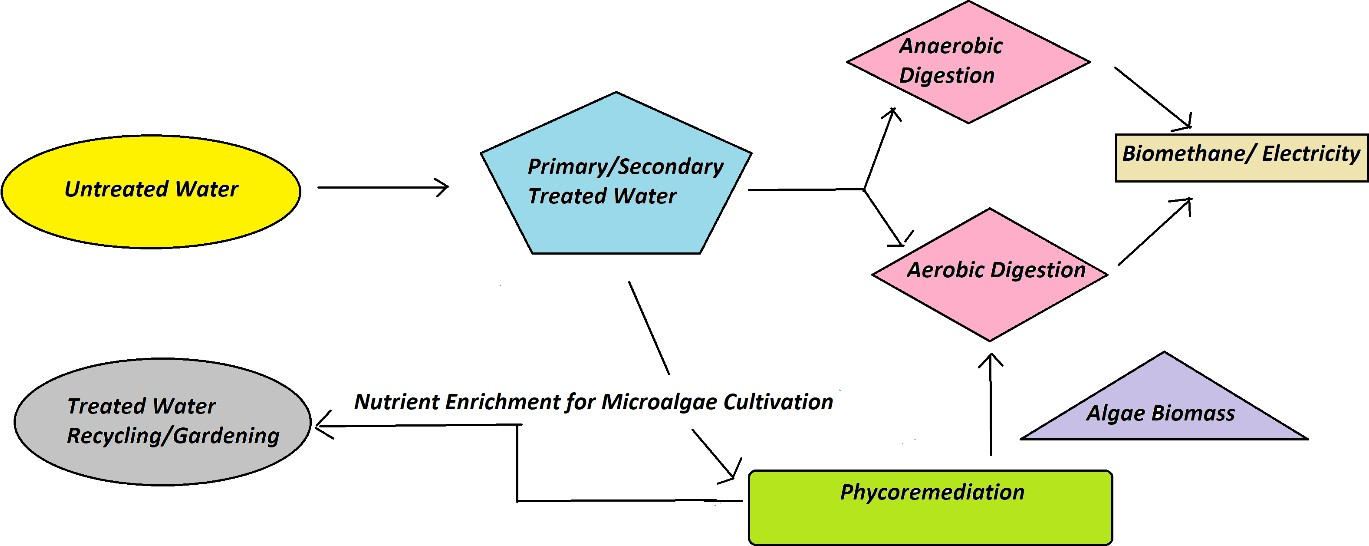 Anaerobic
Digestion
Biomethane/ Electricity
Primary/Secondary
Treated Water
Untreated Water
Aerobic Digestion
Nutrient Enrichment for Microalgae Cultivation
Treated Water
Recycling/Gardening
Algae Biomass
Phycoremediation